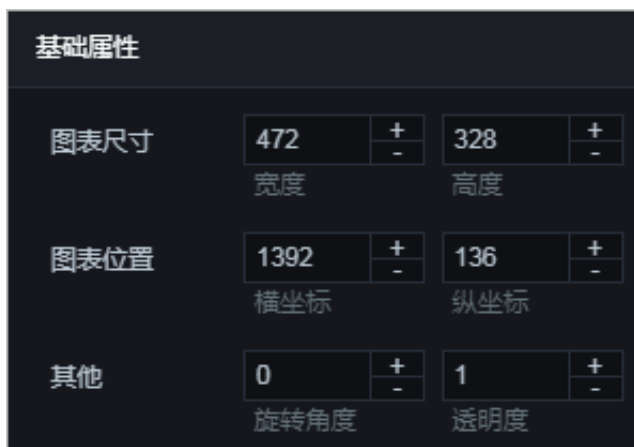 基础属性
图表尺寸 472 + - 328 + -
宽度 高度
图表位置 1392 + - 136 + -
横坐标 纵坐标
其他 0 + - 1 + -
旋转角度 透明度